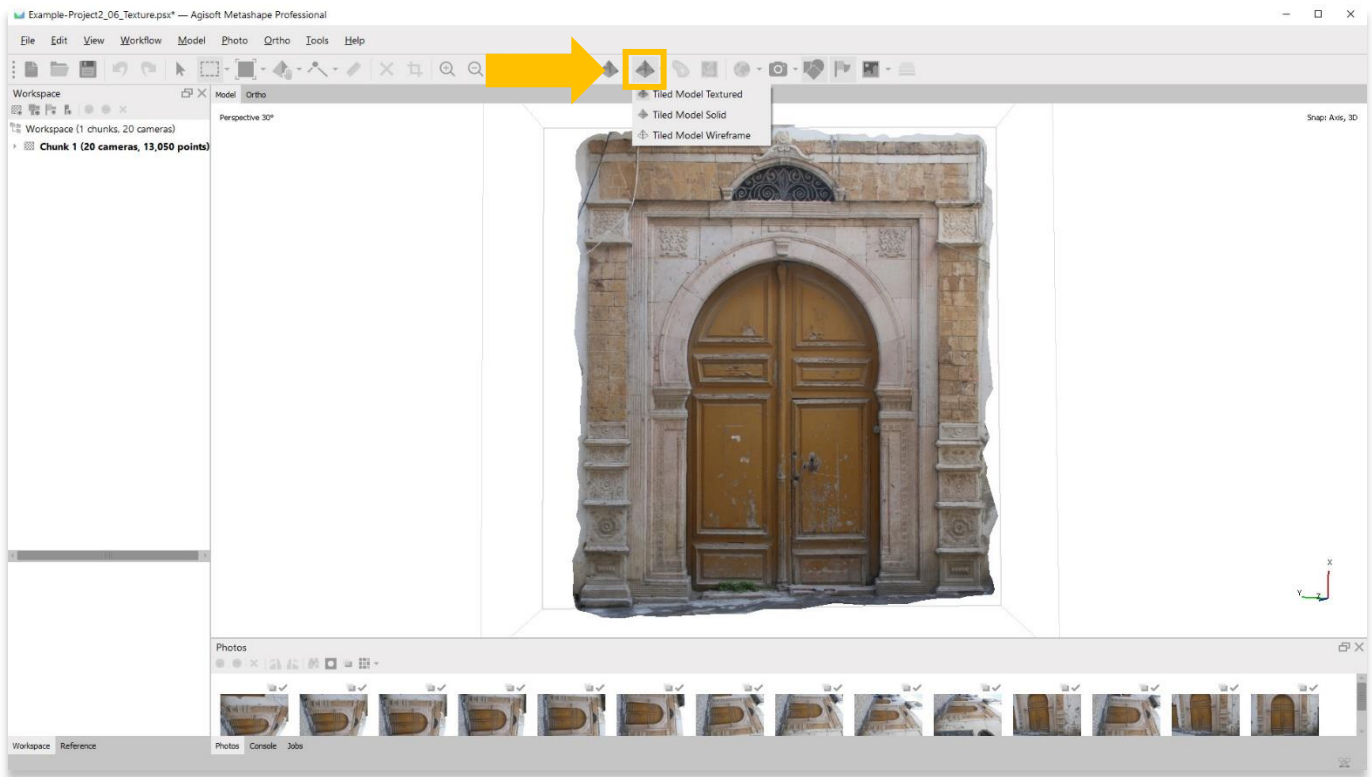 Example-Project2_06_Texture.psx* — Agisoft Metashape Professional
File Edit View Workflow Model Photo Ortho Tools Help
Workspace
Model Ortho
Perspective 30°
Snap: Axis, 3D
Tiled Model Textured
Tiled Model Solid
Tiled Model Wireframe
Workspace (1 chunks, 20 cameras)
Chunk 1 (20 cameras, 13,050 points)
X
Y
Z
Photos
Workspace Reference
Photos Console Jobs